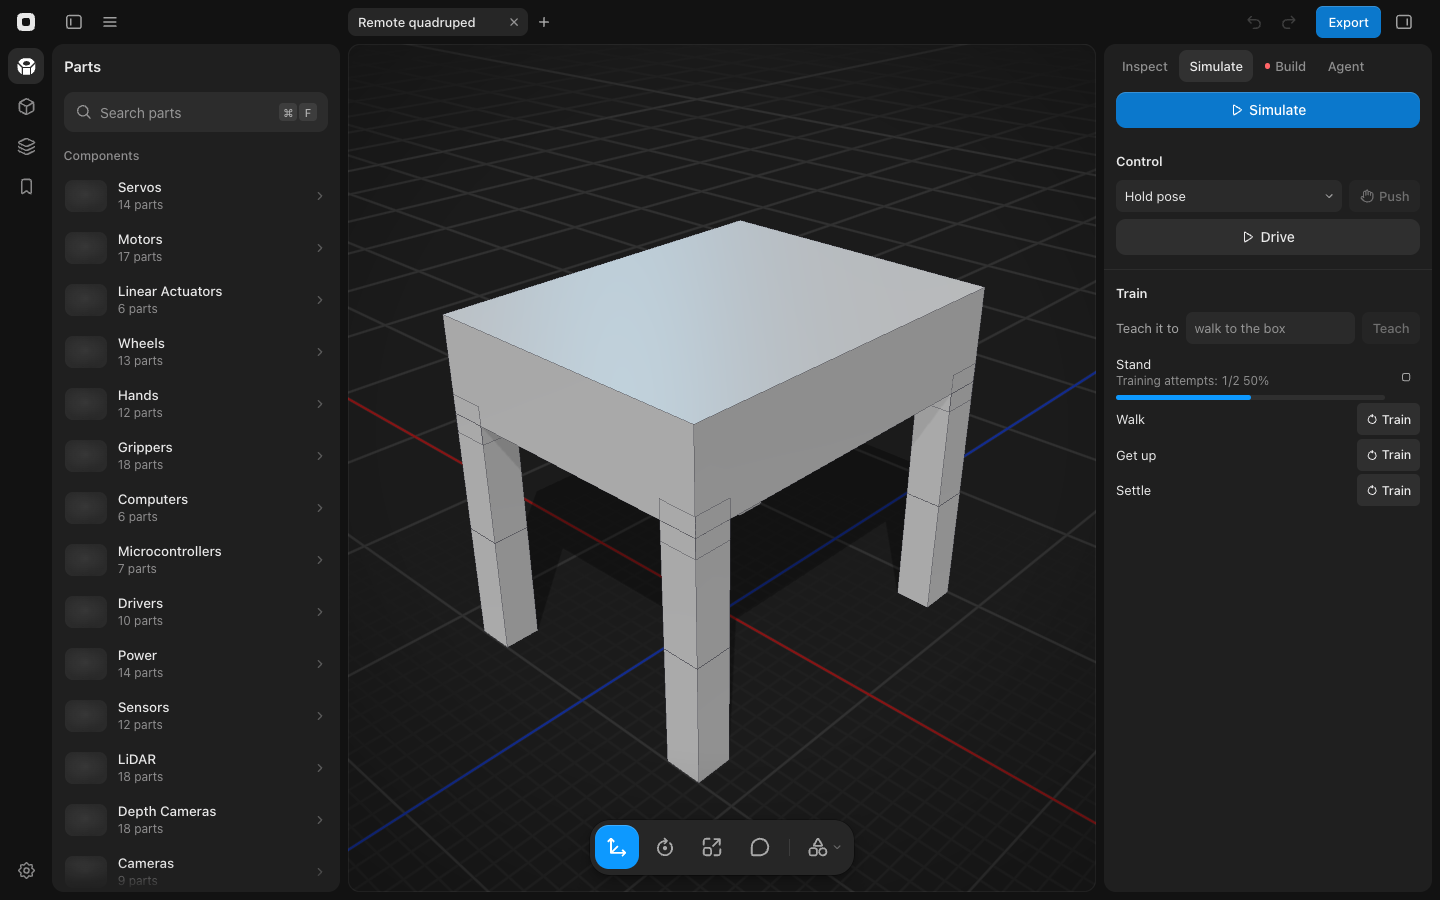 Remote quadruped
Export
Parts
Search parts
⌘ F
Components
Servos
14 parts
Motors
17 parts
Linear Actuators
6 parts
Wheels
13 parts
Hands
12 parts
Grippers
18 parts
Computers
6 parts
Microcontrollers
7 parts
Drivers
10 parts
Power
14 parts
Sensors
12 parts
LiDAR
18 parts
Depth Cameras
18 parts
Cameras
9 parts
Inspect
Simulate
Build
Agent
Simulate
Control
Hold pose
Push
Drive
Train
Teach it to
walk to the box
Teach
Stand
Training attempts: 1/2 50%
Walk
Train
Get up
Train
Settle
Train